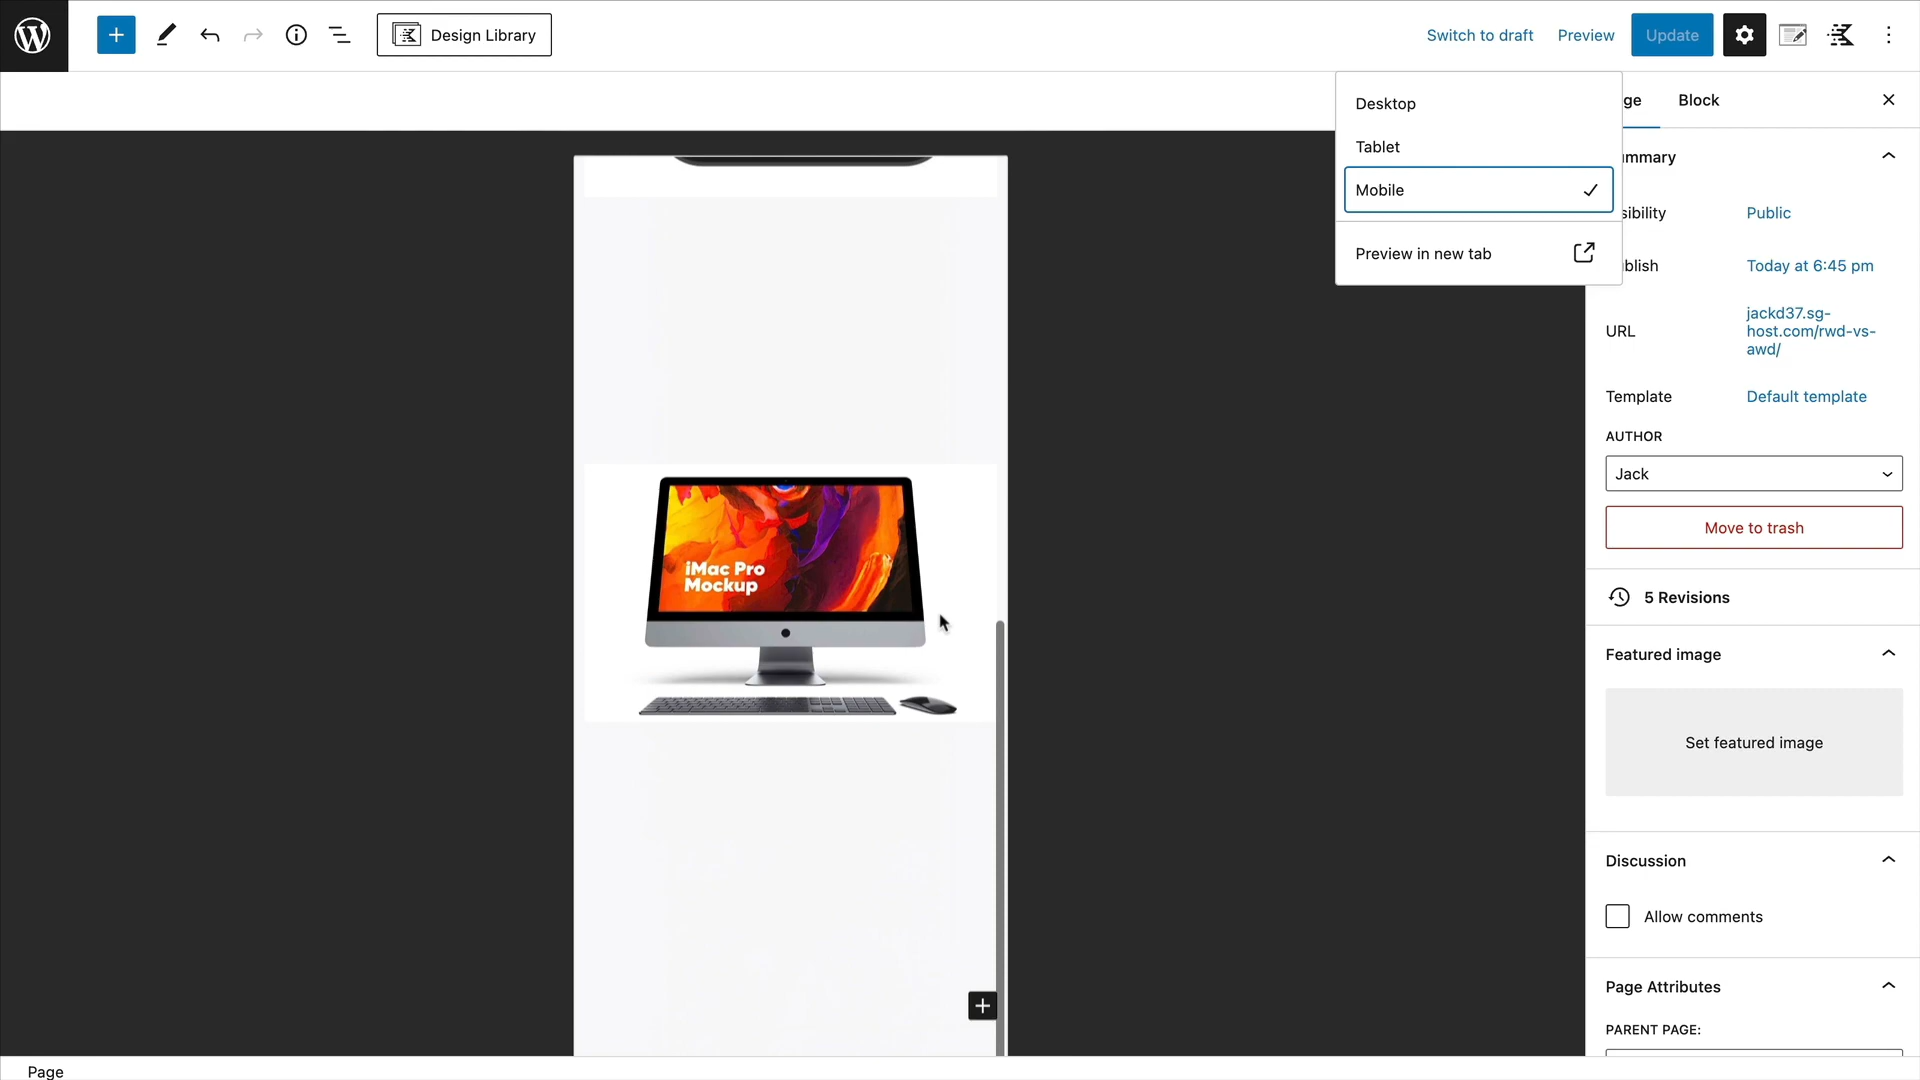 Design Library
Switch to draft
Preview
Update
Desktop
Tablet
Mobile
Preview in new tab
ge
Block
ummary
sibility
Public
blish
Today at 6:45 pm
URL
jackd37.sg-
host.com/rwd-vs-
awd/
Template
Default template
AUTHOR
Jack
Move to trash
5 Revisions
Featured image
Set featured image
Discussion
Allow comments
Page Attributes
PARENT PAGE:
iMac Pro
Mockup
Page